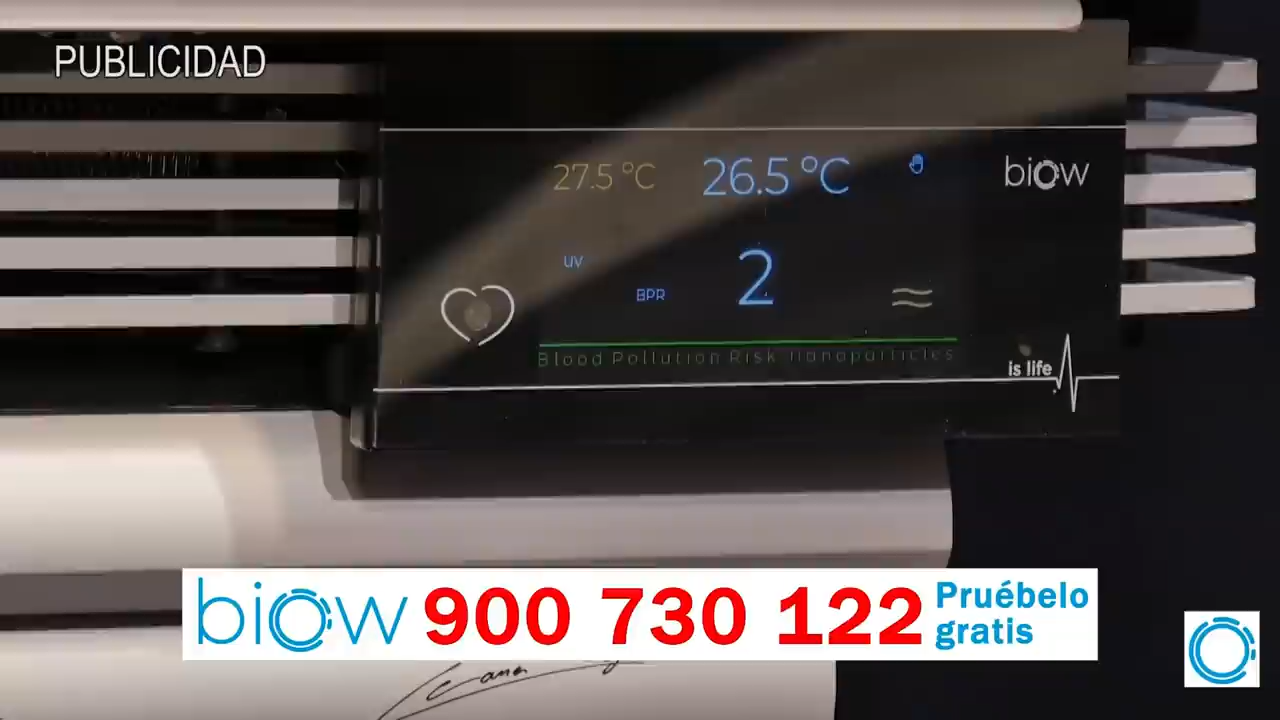 PUBLICIDAD
27.5 °C 26.5 °C
biow
UV
2
BPR
Blood Pollution Risk nanoparticles
is life
biow 900 730 122 Pruébelo
gratis